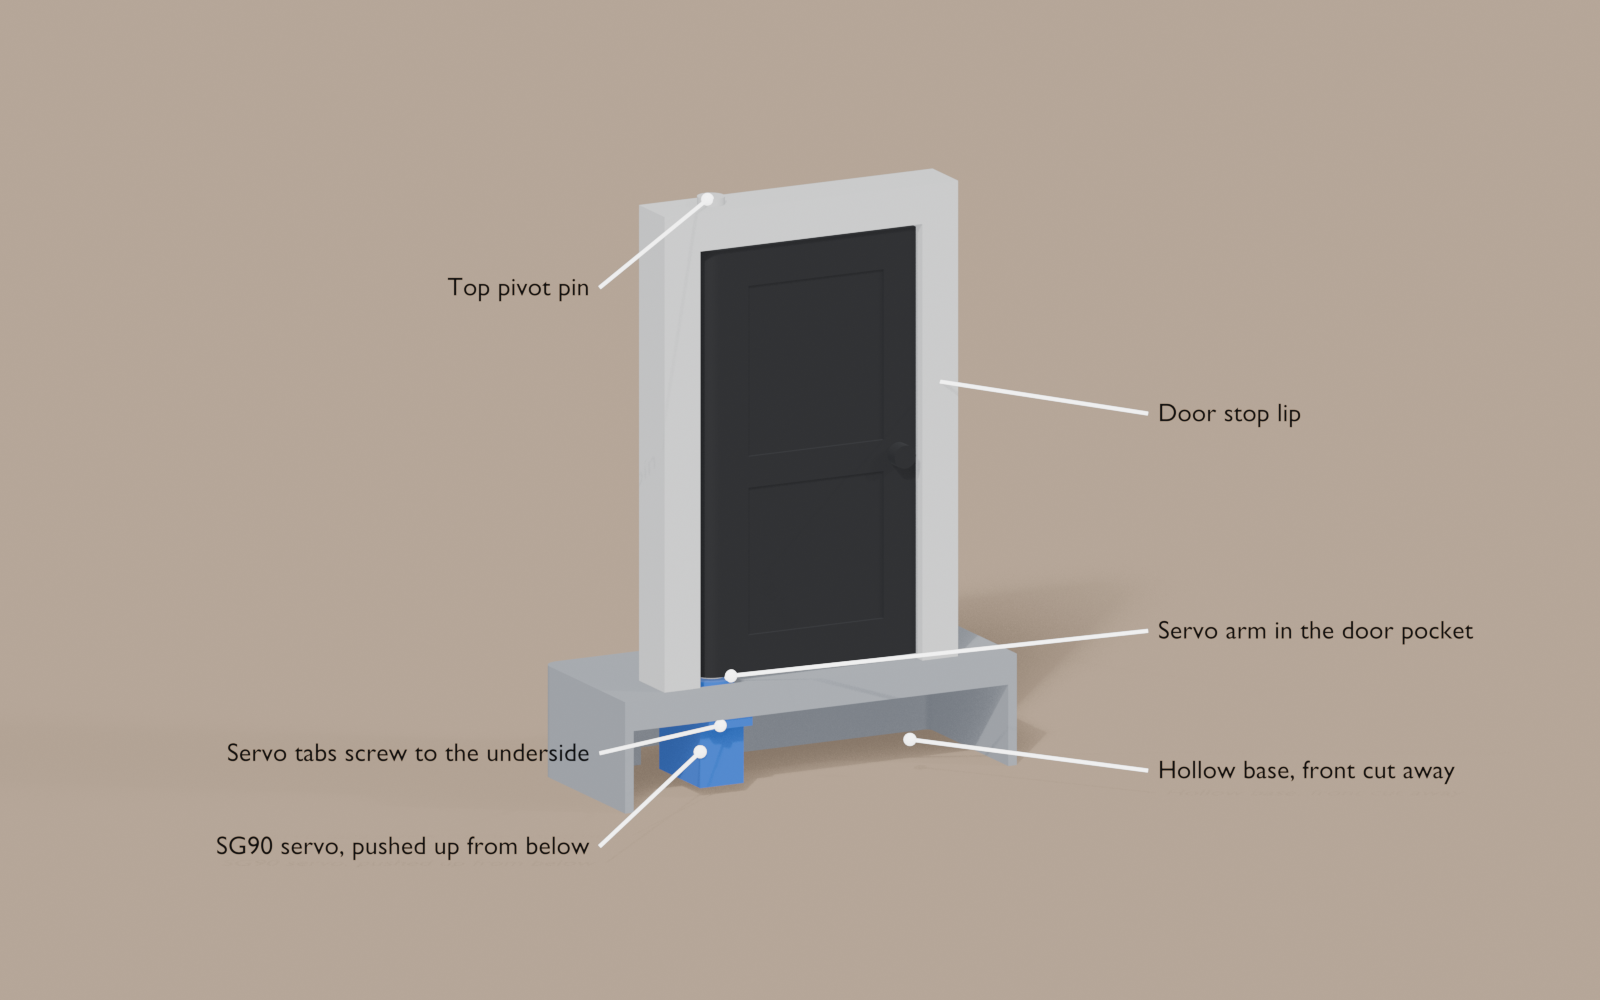 Top pivot pin
Door stop lip
Servo arm in the door pocket
Servo tabs screw to the underside
Hollow base, front cut away
SG90 servo, pushed up from below